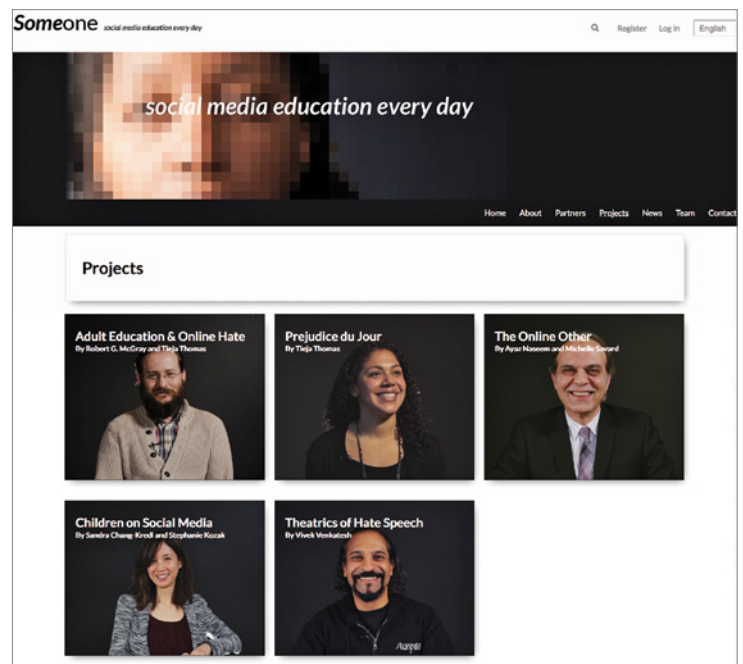 Someone social media education every day
Register Log in English
social media education every day
Home About Partners Projects News Team Contact
Projects
Adult Education & Online Hate
By Robert G. McGray and Tieja Thomas
Prejudice du Jour
By Tieja Thomas
The Online Other
By Ayaz Naseem and Michelle Savard
Children on Social Media
By Sandra Chang-Kredl and Stephanie Kozak
Theatrics of Hate Speech
By Vivek Venkatesh